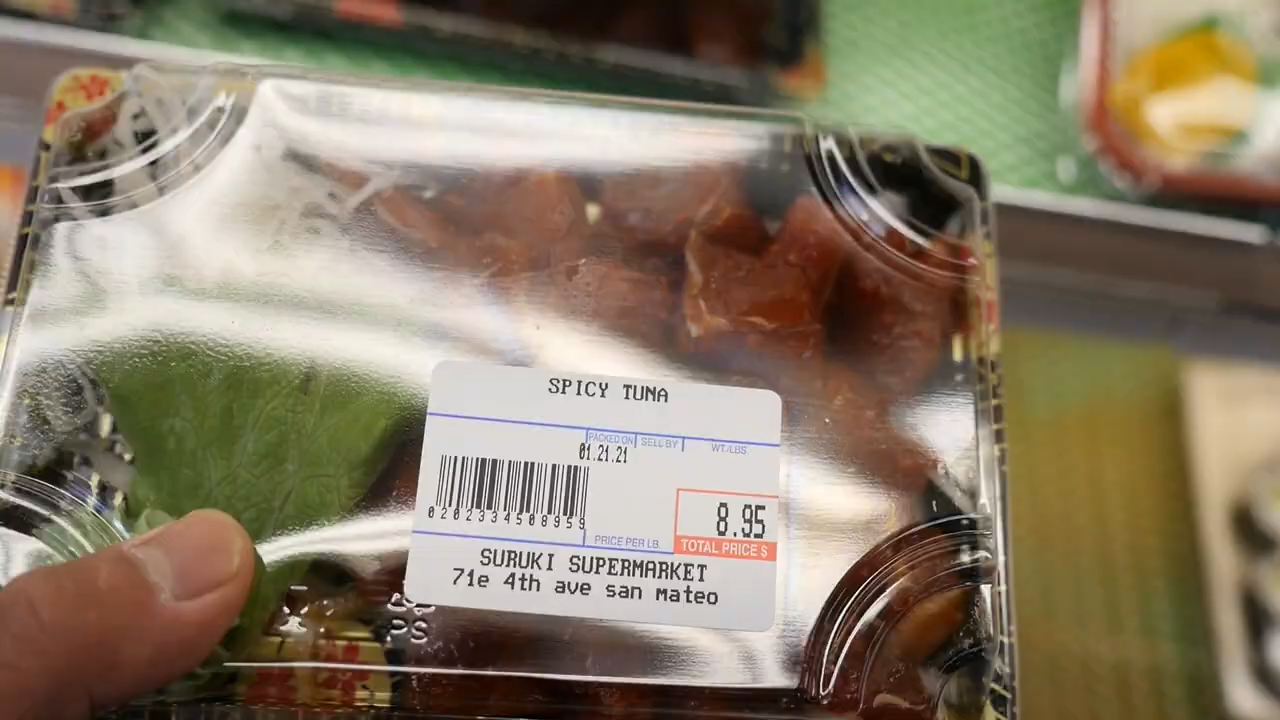 SPICY TUNA
PACKED ON SELL BY WT./LBS.
01.21.21
0202334508959
8.95
PRICE PER LB. TOTAL PRICE $
SURUKI SUPERMARKET
71e 4th ave san mateo
PS